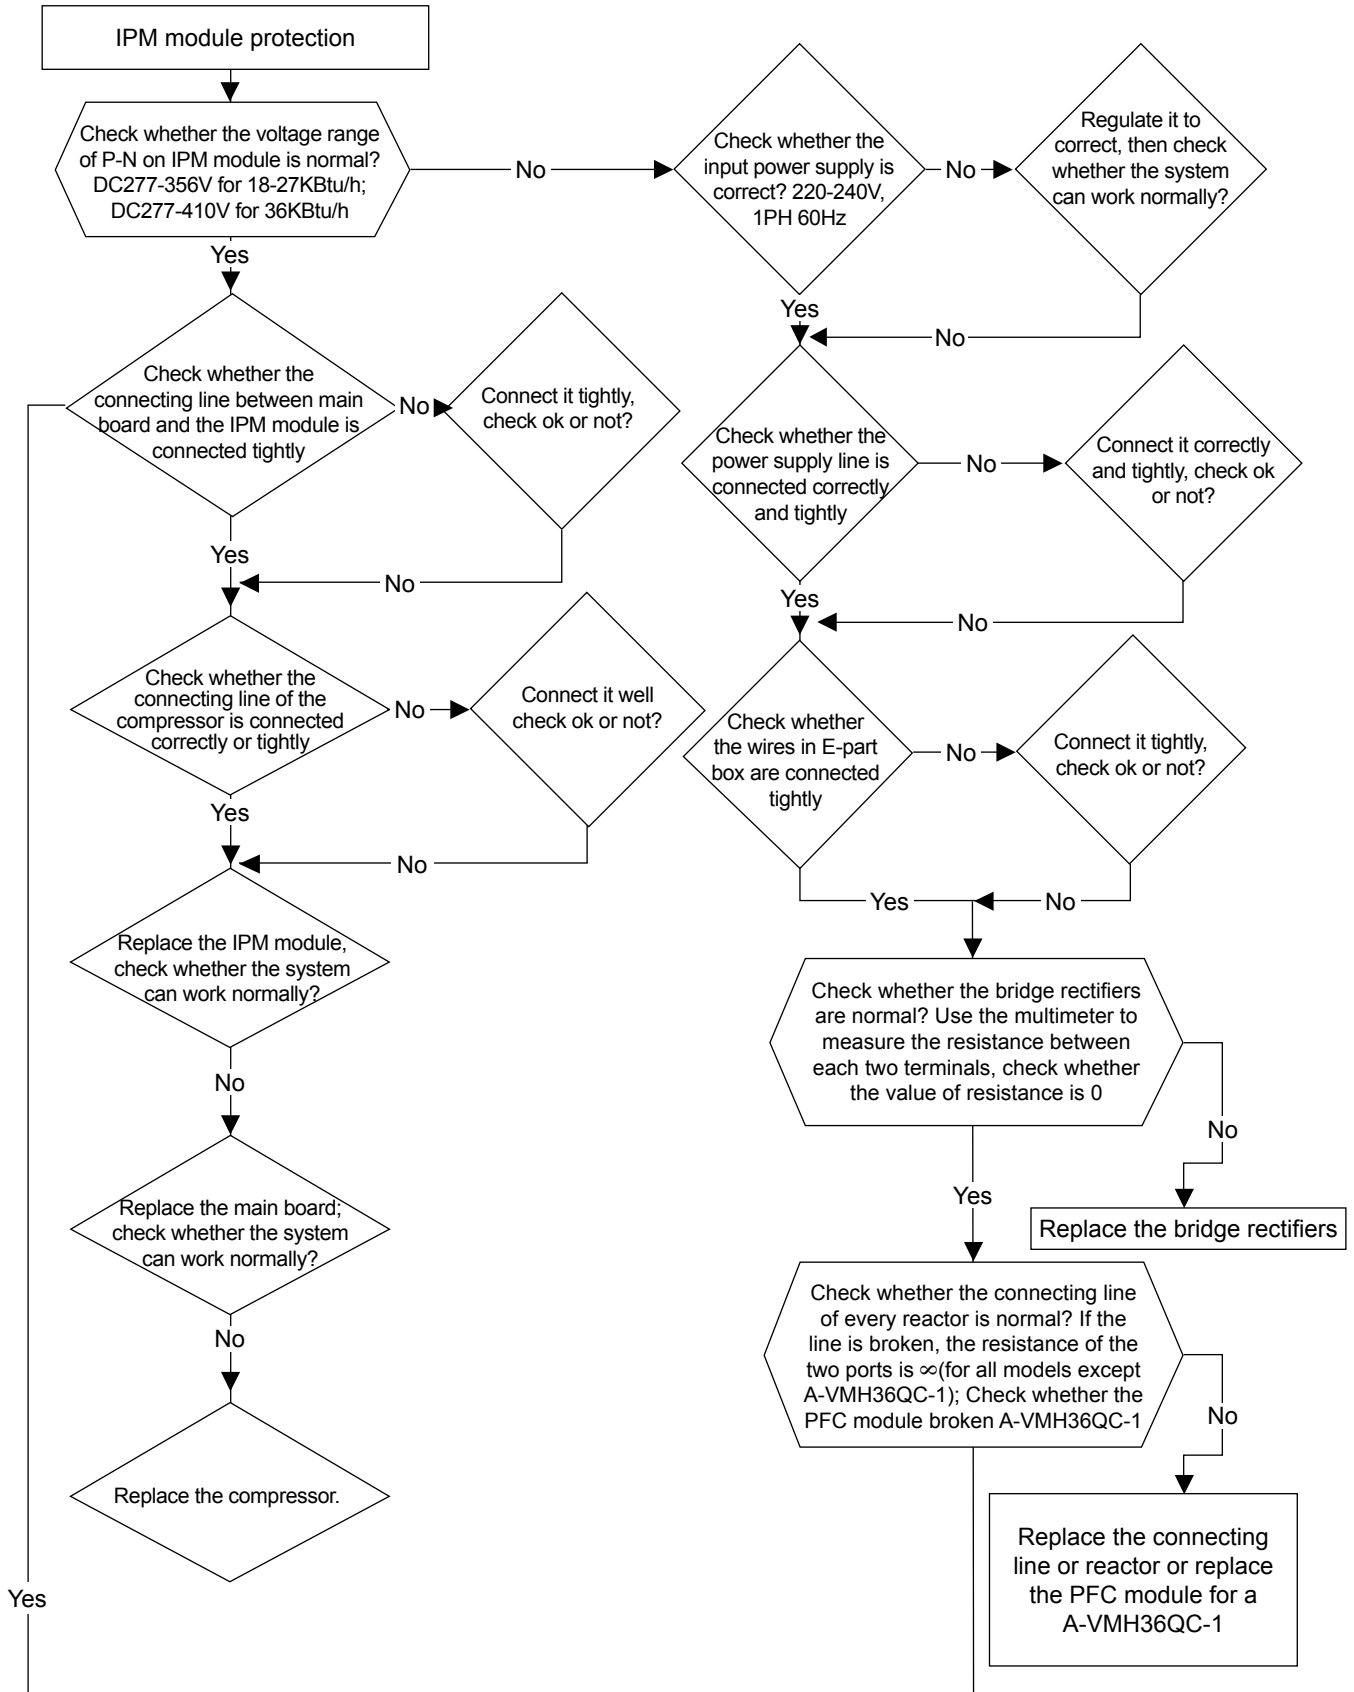 IPM module protection
Check whether the voltage range
of P-N on IPM module is normal?
DC277-356V for 18-27KBtu/h;
DC277-410V for 36KBtu/h
No
Check whether the
input power supply is
correct? 220-240V,
1PH 60Hz
No
Regulate it to
correct, then check
whether the system
can work normally?
Yes
Yes
No
Check whether the
connecting line between main
board and the IPM module is
connected tightly
No
Connect it tightly,
check ok or not?
Check whether the
power supply line is
connected correctly
and tightly
No
Connect it correctly
and tightly, check ok
or not?
Yes
No
Yes
No
Check whether the
connecting line of the
compressor is connected
correctly or tightly
No
Connect it well
check ok or not?
Check whether
the wires in E-part
box are connected
tightly
No
Connect it tightly,
check ok or not?
Yes
No
Yes
No
Replace the IPM module,
check whether the system
can work normally?
Check whether the bridge rectifiers
are normal? Use the multimeter to
measure the resistance between
each two terminals, check whether
the value of resistance is 0
No
No
Yes
Replace the bridge rectifiers
Replace the main board;
check whether the system
can work normally?
No
Check whether the connecting line
of every reactor is normal? If the
line is broken, the resistance of the
two ports is ∞(for all models except
A-VMH36QC-1); Check whether the
PFC module broken A-VMH36QC-1
No
Replace the compressor.
Replace the connecting
line or reactor or replace
the PFC module for a
A-VMH36QC-1
Yes